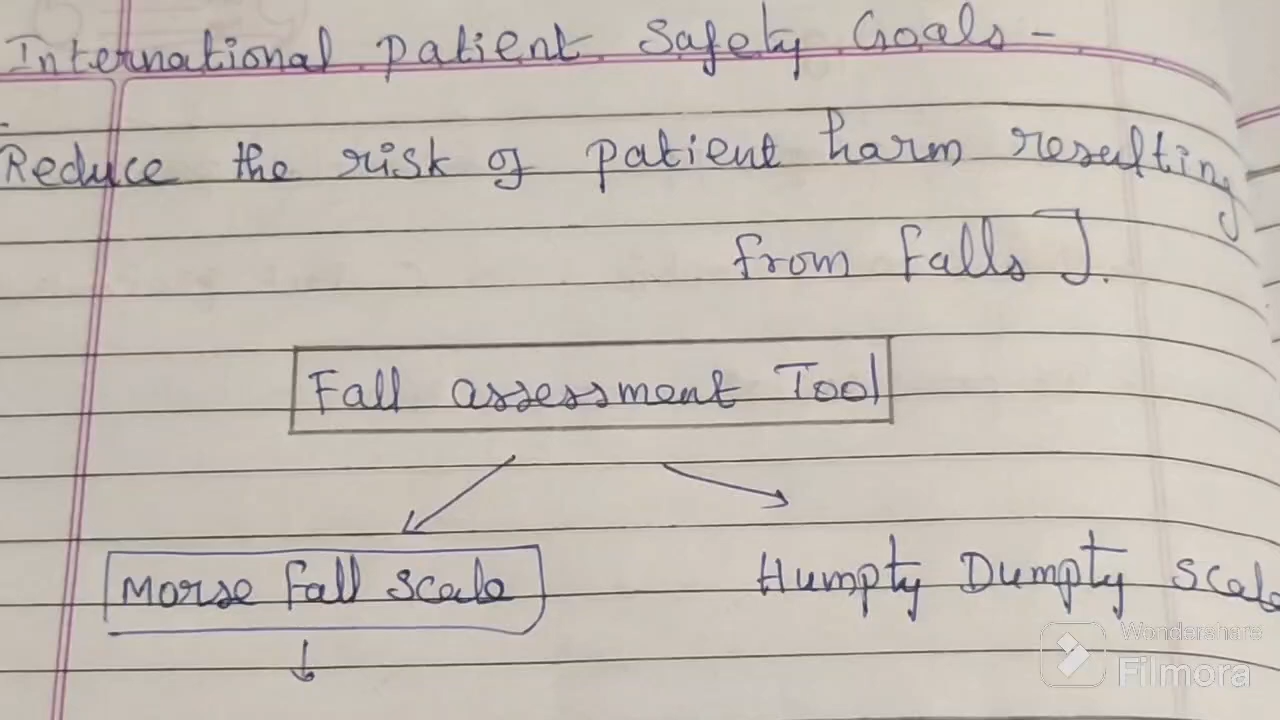 International patient Safety Goals -
Reduce the risk of patient harm resulting
from Falls ].
Fall assessment Tool
Morse Fall Scale
Humpty Dumpty Scale
Wondershare
Filmora